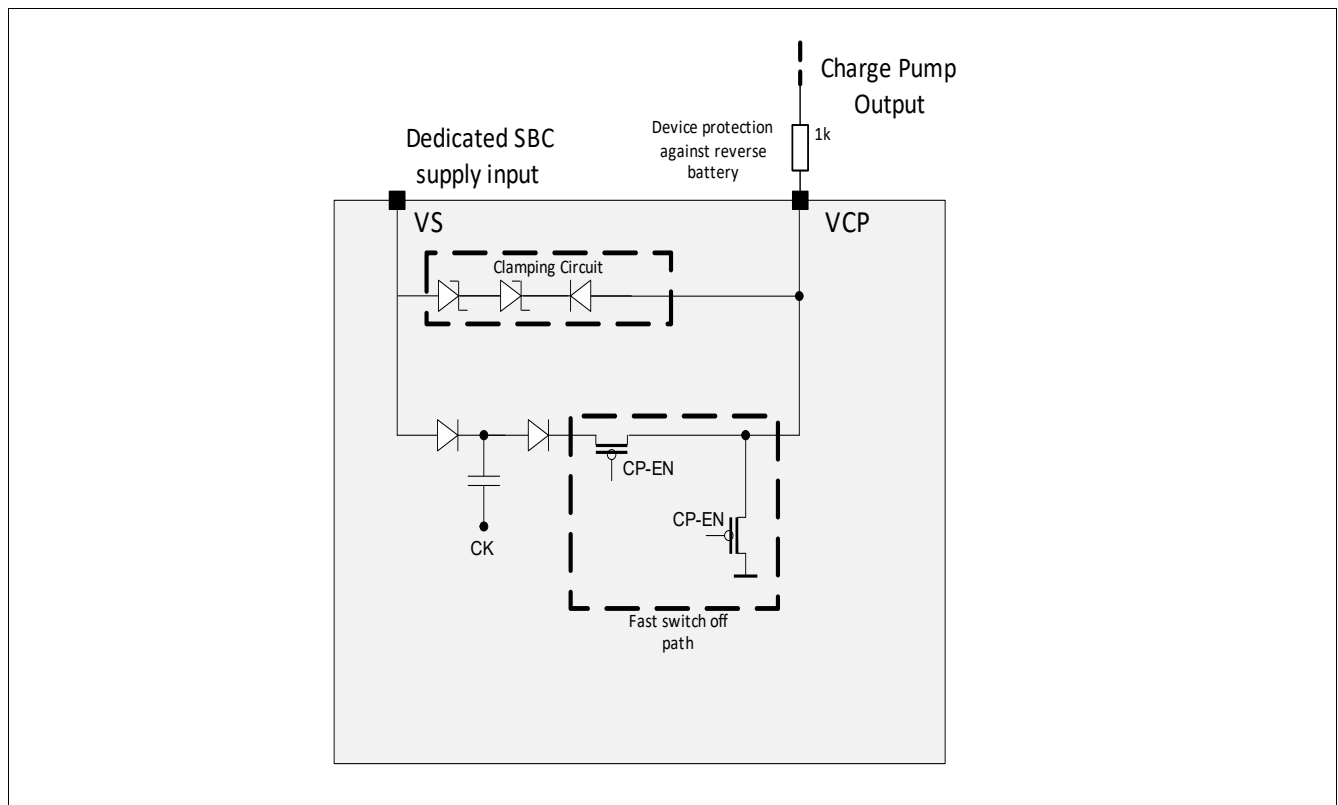 Charge Pump
Output
Device protection
against reverse
battery
1k
Dedicated SBC
supply input
VS
VCP
Clamping Circuit
CP-EN
CP-EN
CK
Fast switch off
path